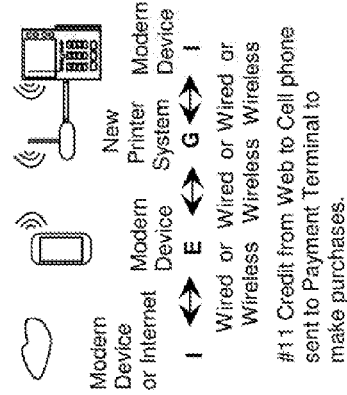 Modern
Device
or Internet
Modern
Device
New
Printer
System
Modern
Device
I E G I
Wired or Wired or Wired or
Wireless Wireless Wireless
#11 Credit from Web to Cell phone
sent to Payment Terminal to
make purchases.